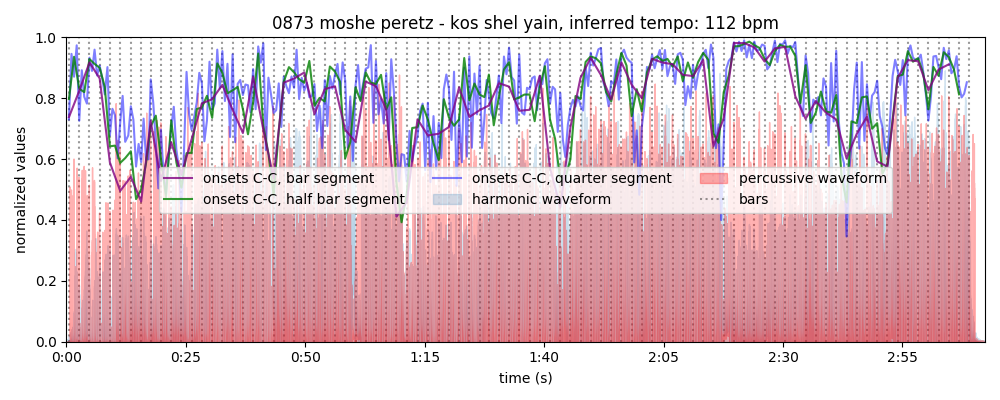 0873 moshe peretz - kos shel yain, inferred tempo: 112 bpm
normalized values
1.0
0.8
0.6
0.4
0.2
0.0
onsets C-C, bar segment
onsets C-C, half bar segment
onsets C-C, quarter segment
harmonic waveform
percussive waveform
bars
0:00 0:25 0:50 1:15 1:40 2:05 2:30 2:55
time (s)